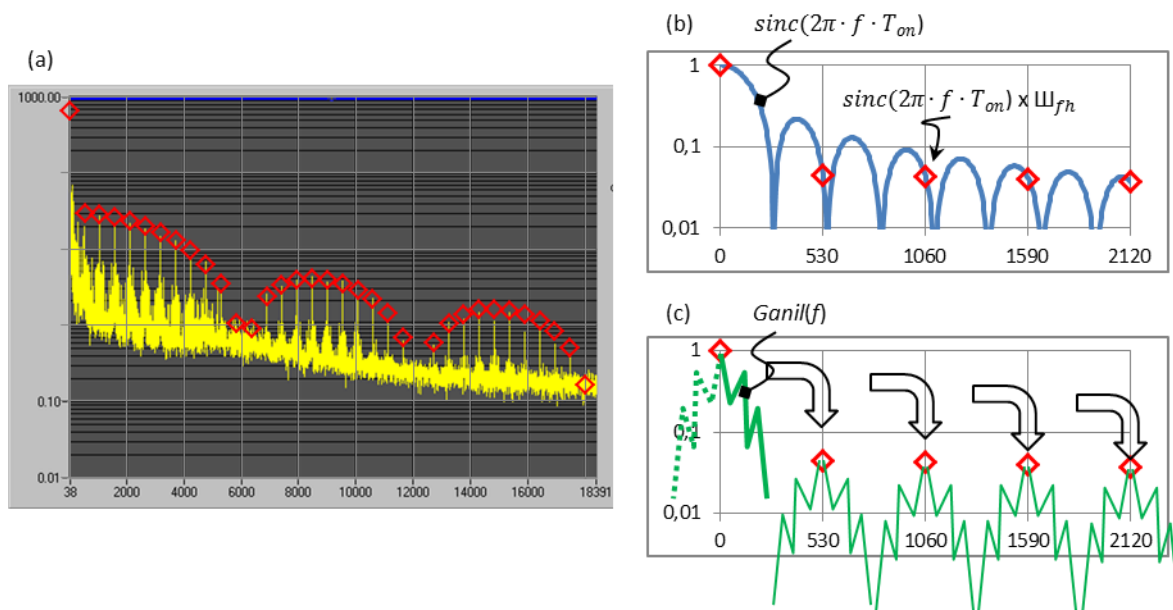 (a)
1000.00
0.10
0.01
38 2000 4000 6000 8000 10000 12000 14000 16000 18391
(b)
sinc(2π · f · T_on)
sinc(2π · f · T_on) x Ш_fh
1
0,1
0,01
0 530 1060 1590 2120
(c)
Ganil(f)
1
0,1
0,01
0 530 1060 1590 2120